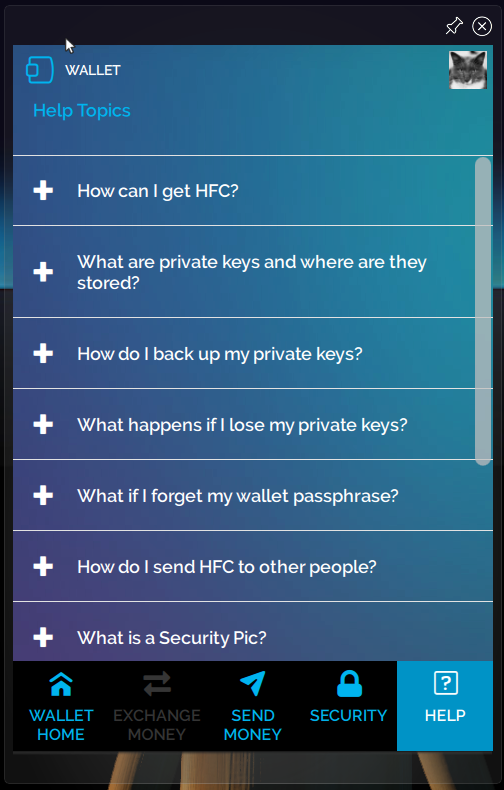 WALLET
Help Topics
How can I get HFC?
What are private keys and where are they
stored?
How do I back up my private keys?
What happens if I lose my private keys?
What if I forget my wallet passphrase?
How do I send HFC to other people?
What is a Security Pic?
WALLET
HOME
EXCHANGE
MONEY
SEND
MONEY
SECURITY
HELP